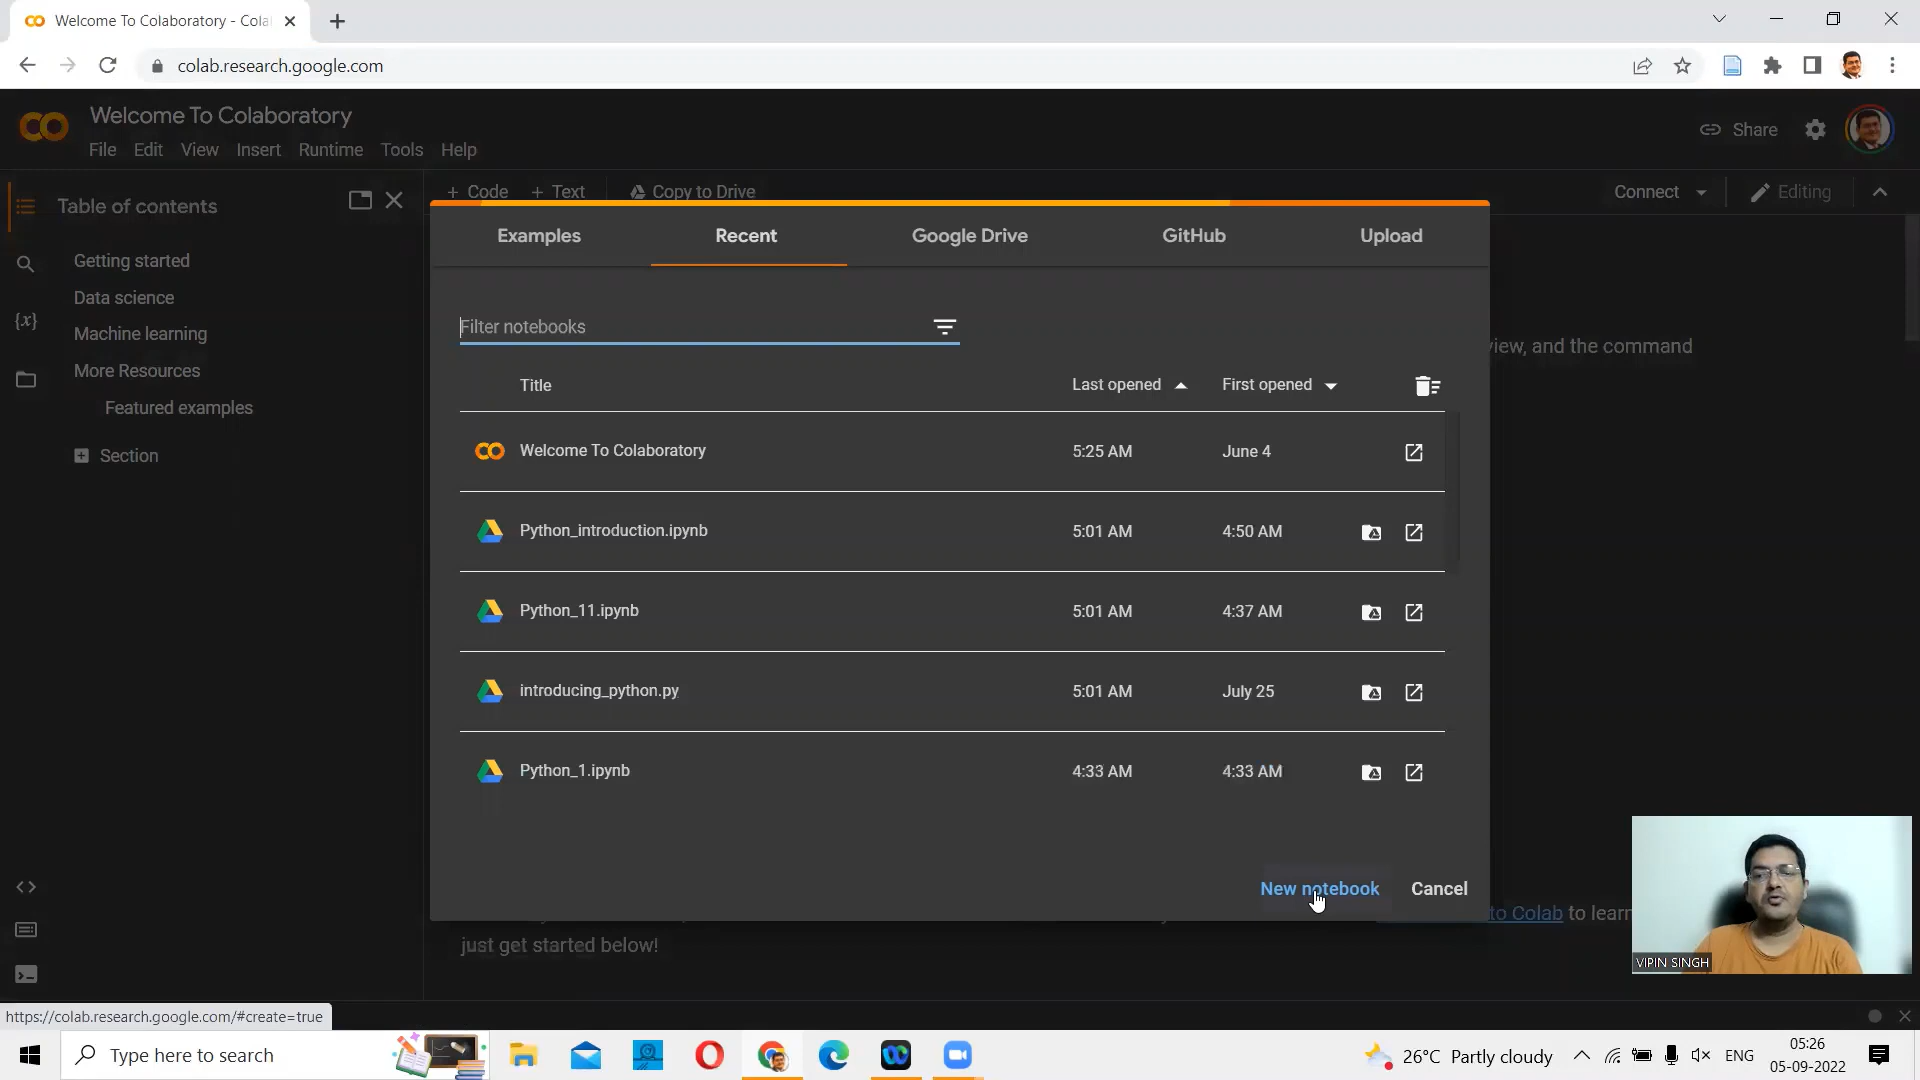 Welcome To Colaboratory - Cola
colab.research.google.com
Welcome To Colaboratory
File Edit View Insert Runtime Tools Help
Share
Table of contents
+ Code + Text Copy to Drive
Connect Editing
Getting started
Data science
Machine learning
More Resources
Featured examples
Section
Examples Recent Google Drive GitHub Upload
Filter notebooks
view, and the command
Title Last opened First opened
Welcome To Colaboratory 5:25 AM June 4
Python_introduction.ipynb 5:01 AM 4:50 AM
Python_11.ipynb 5:01 AM 4:37 AM
introducing_python.py 5:01 AM July 25
Python_1.ipynb 4:33 AM 4:33 AM
New notebook Cancel
to Colab to learn
just get started below!
VIPIN SINGH
https://colab.research.google.com/#create=true
Type here to search
26°C Partly cloudy
ENG
05:26
05-09-2022